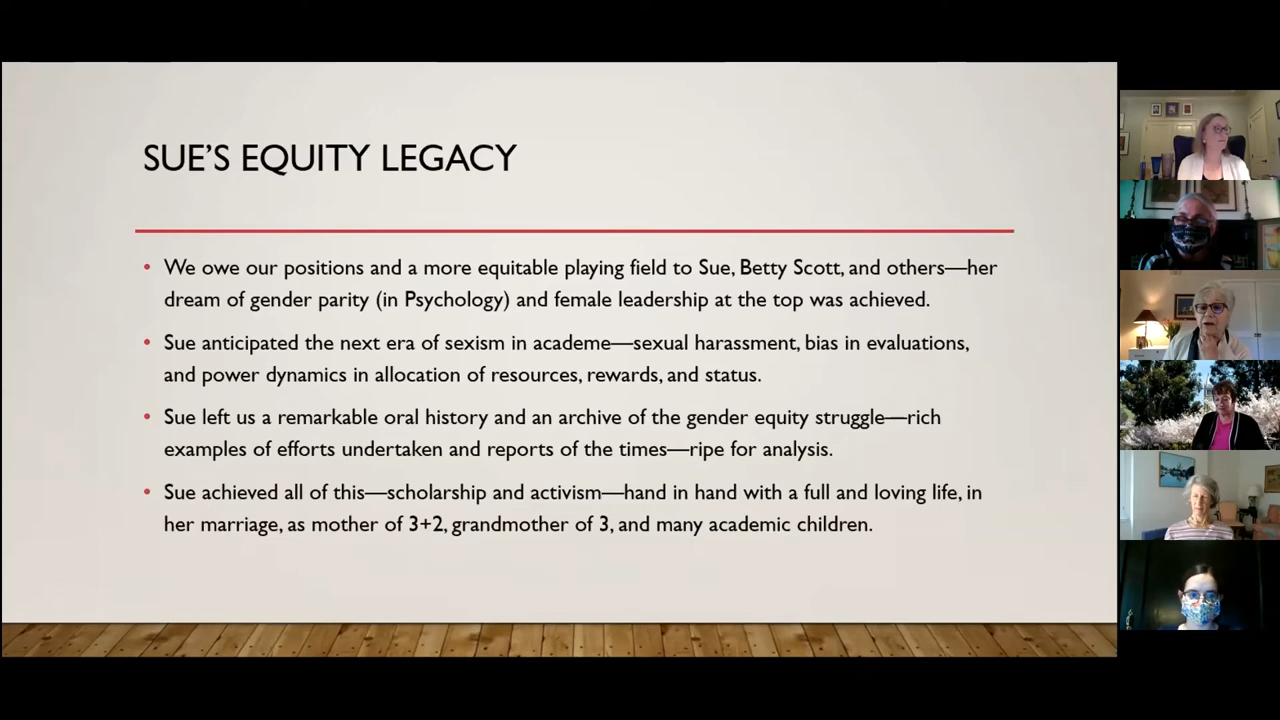 SUE'S EQUITY LEGACY
• We owe our positions and a more equitable playing field to Sue, Betty Scott, and others—her
dream of gender parity (in Psychology) and female leadership at the top was achieved.
• Sue anticipated the next era of sexism in academe—sexual harassment, bias in evaluations,
and power dynamics in allocation of resources, rewards, and status.
• Sue left us a remarkable oral history and an archive of the gender equity struggle—rich
examples of efforts undertaken and reports of the times—ripe for analysis.
• Sue achieved all of this—scholarship and activism—hand in hand with a full and loving life, in
her marriage, as mother of 3+2, grandmother of 3, and many academic children.